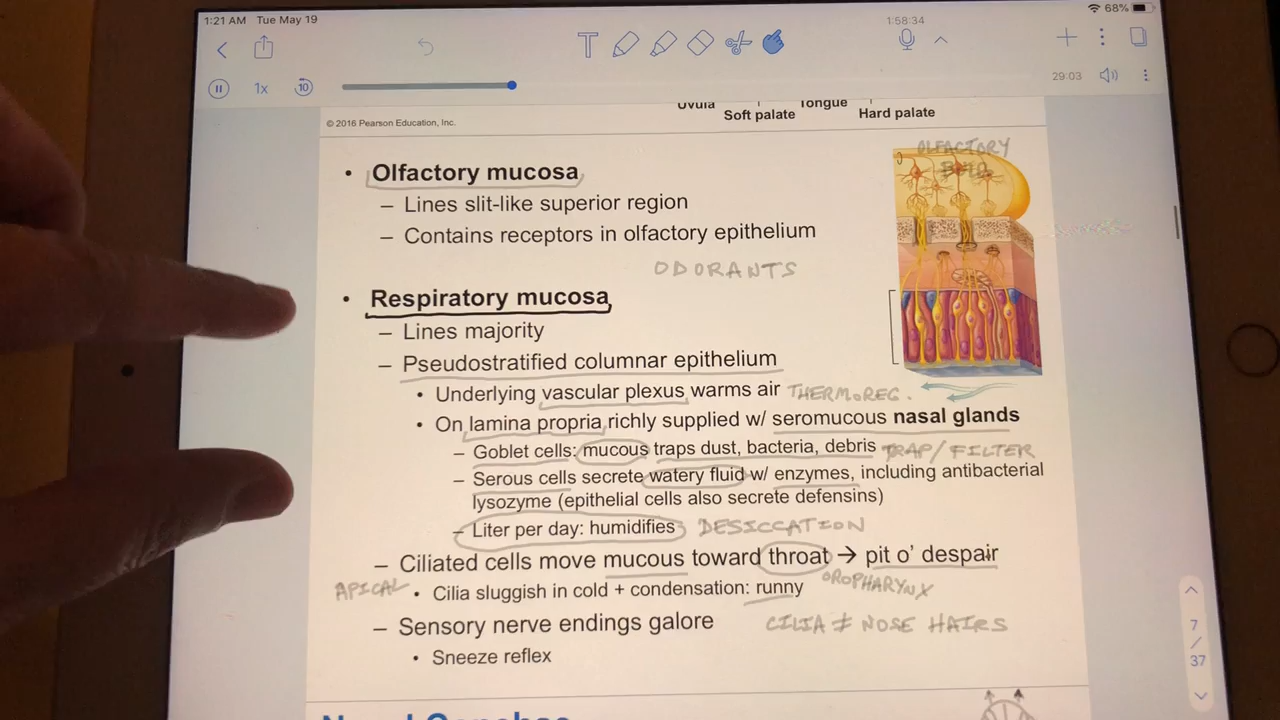 1:21 AM Tue May 19
1:58:34
68%
1x
10
29:03
Uvula
Tongue
Soft palate
Hard palate
© 2016 Pearson Education, Inc.
• Olfactory mucosa
OLFACTORY
BULB
– Lines slit-like superior region
– Contains receptors in olfactory epithelium
ODORANTS
• Respiratory mucosa
– Lines majority
– Pseudostratified columnar epithelium
• Underlying vascular plexus warms air THERMOREG.
• On lamina propria richly supplied w/ seromucous nasal glands
– Goblet cells: mucous traps dust, bacteria, debris TRAP/FILTER
– Serous cells secrete watery fluid w/ enzymes, including antibacterial
lysozyme (epithelial cells also secrete defensins)
– Liter per day: humidifies DESICCATION
– Ciliated cells move mucous toward throat → pit o' despair
APICAL • Cilia sluggish in cold + condensation: runny OROPHARYNX
– Sensory nerve endings galore CILIA ≠ NOSE HAIRS
• Sneeze reflex
7
/
37
Nasal Conchae